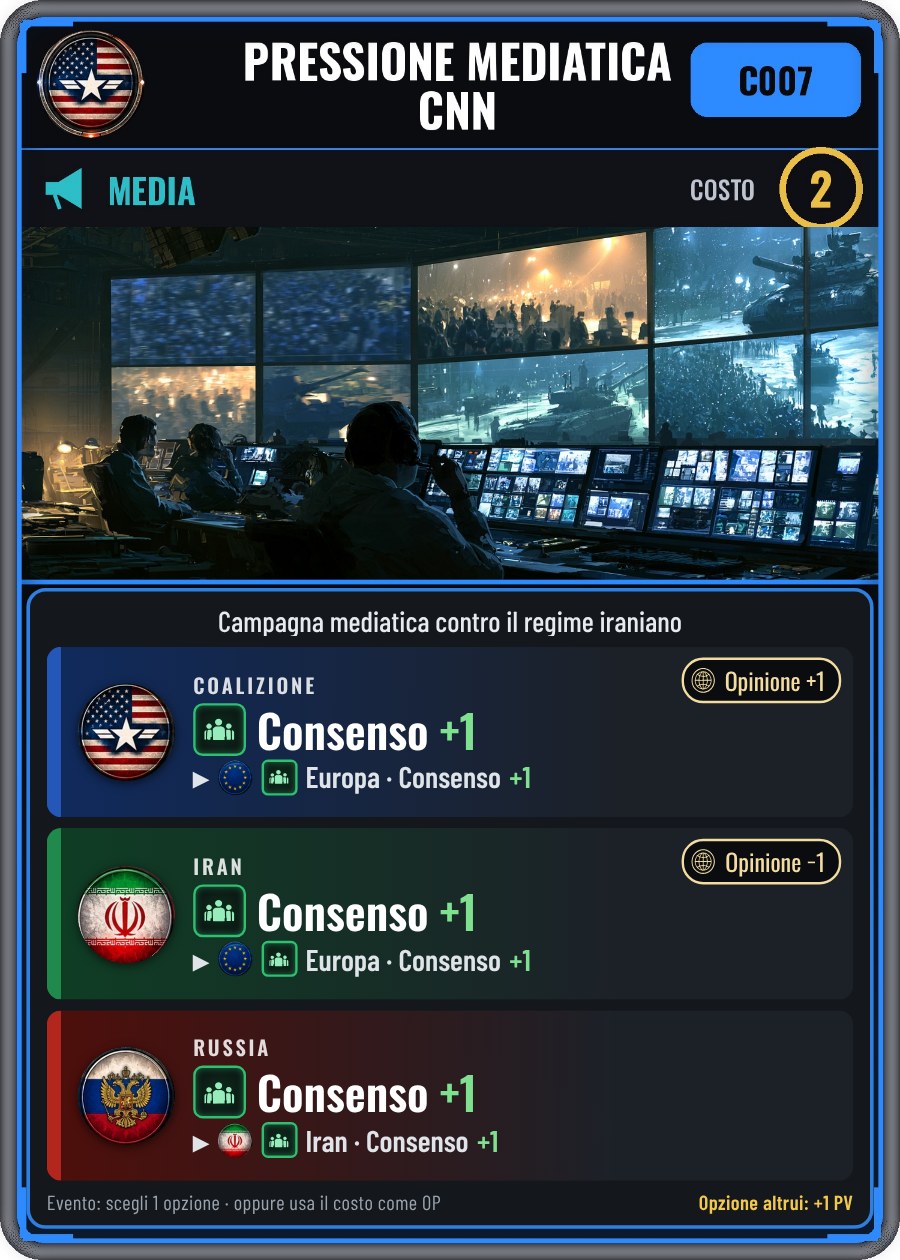 PRESSIONE MEDIATICA
CNN
C007
MEDIA
COSTO
2
Campagna mediatica contro il regime iraniano
COALIZIONE
Opinione +1
Consenso +1
▶ Europa · Consenso +1
IRAN
Opinione −1
Consenso +1
▶ Europa · Consenso +1
RUSSIA
Consenso +1
▶ Iran · Consenso +1
Evento: scegli 1 opzione · oppure usa il costo come OP
Opzione altrui: +1 PV